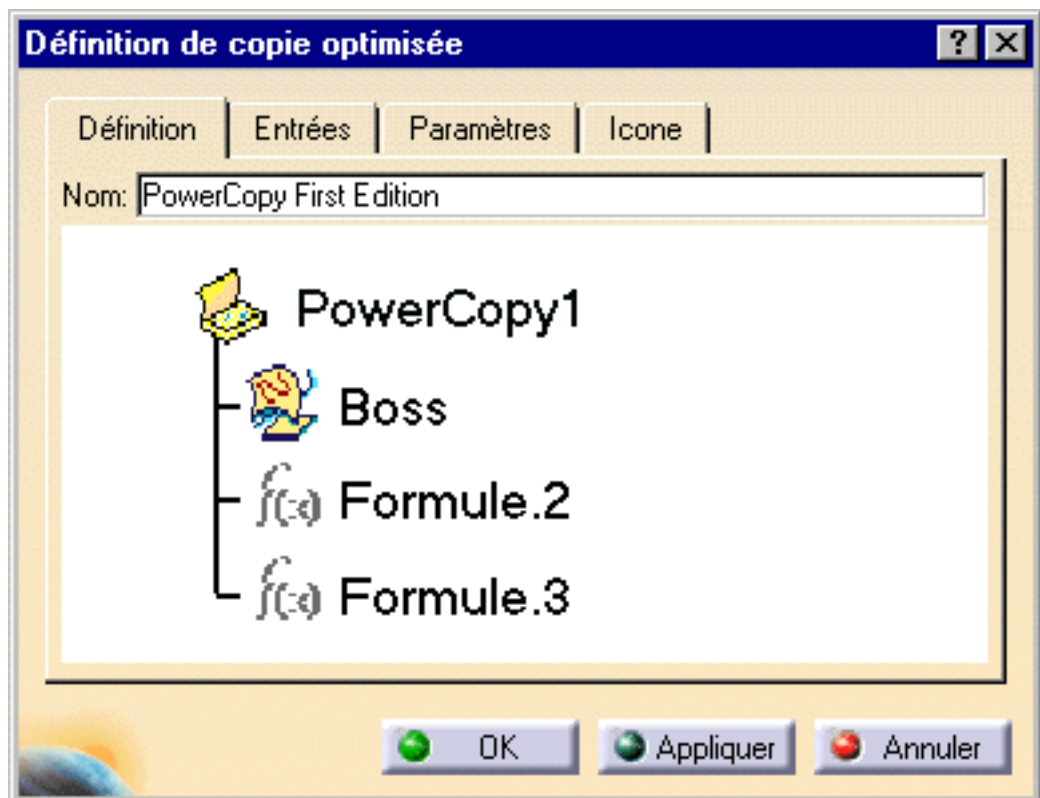 Définition de copie optimisée ? X
Définition Entrées Paramètres Icone
Nom: PowerCopy First Edition
PowerCopy1
Boss
f(x) Formule.2
f(x) Formule.3
OK Appliquer Annuler